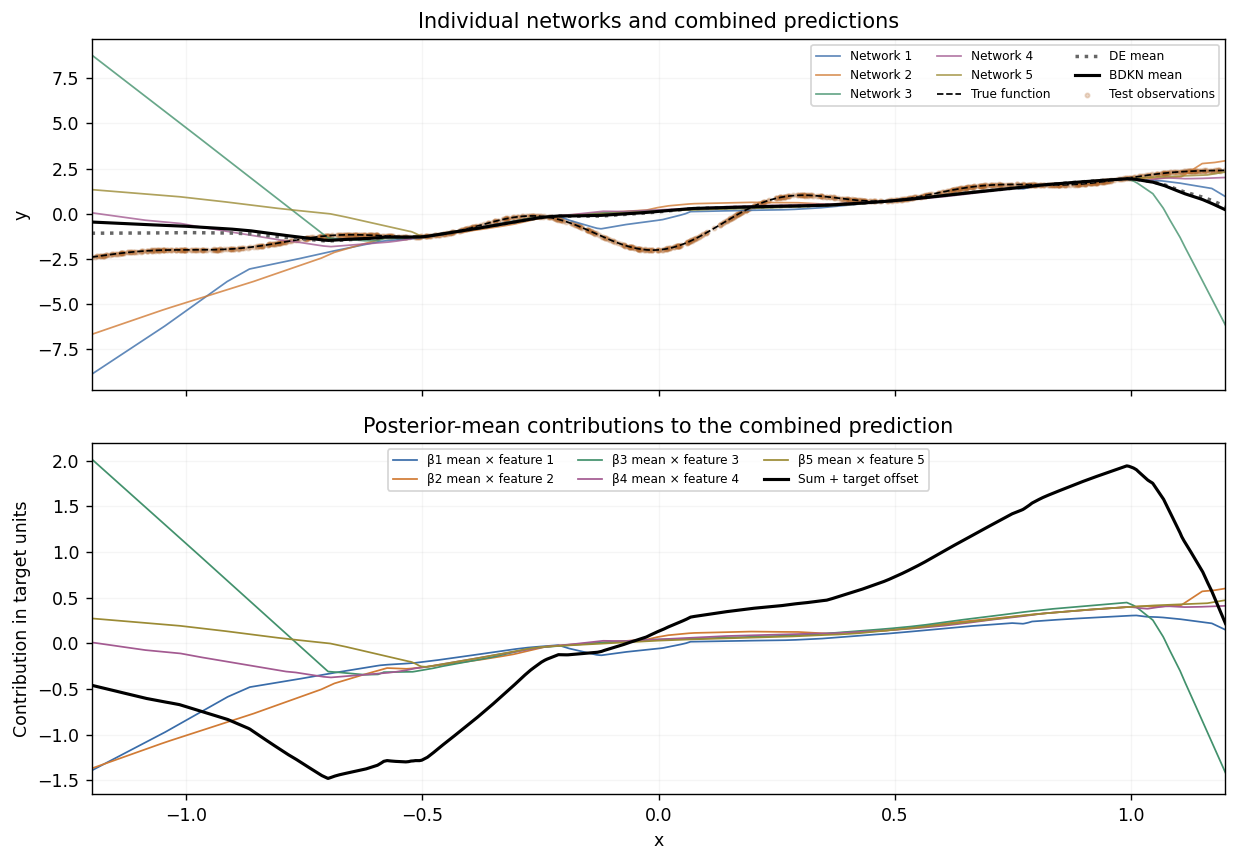 Individual networks and combined predictions
7.5
5.0
2.5
0.0
−2.5
−5.0
−7.5
y
Network 1 Network 4 DE mean
Network 2 Network 5 BDKN mean
Network 3 True function Test observations
Posterior-mean contributions to the combined prediction
2.0
1.5
1.0
0.5
0.0
−0.5
−1.0
−1.5
Contribution in target units
β1 mean × feature 1 β3 mean × feature 3 β5 mean × feature 5
β2 mean × feature 2 β4 mean × feature 4 Sum + target offset
−1.0 −0.5 0.0 0.5 1.0
x